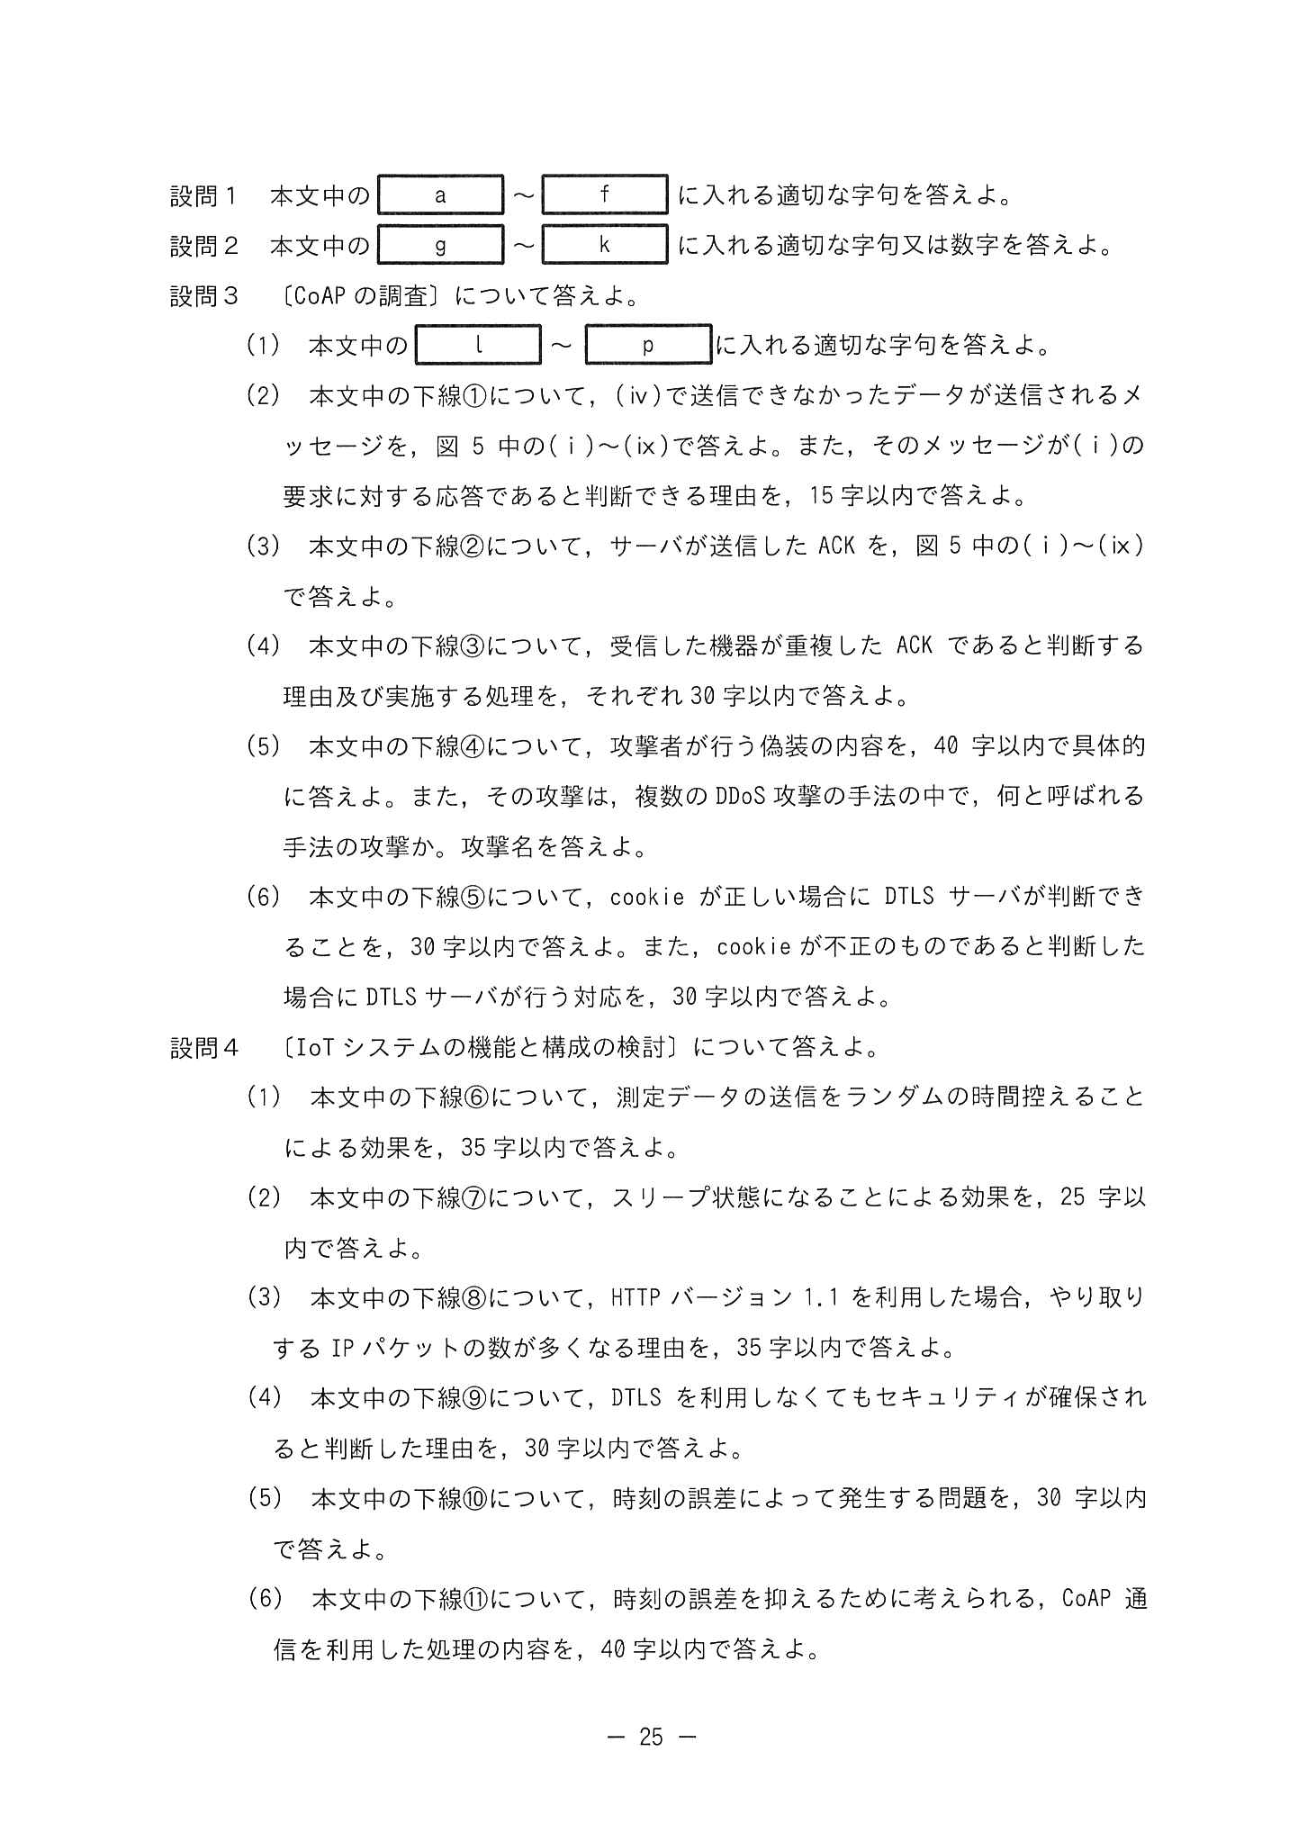 設問1 本文中の a ～ f に入れる適切な字句を答えよ。
設問2 本文中の g ～ k に入れる適切な字句又は数字を答えよ。
設問3 〔CoAP の調査〕について答えよ。
(1) 本文中の l ～ p に入れる適切な字句を答えよ。
(2) 本文中の下線①について，(ⅳ)で送信できなかったデータが送信されるメ
ッセージを，図 5 中の(ⅰ)～(ⅸ)で答えよ。また，そのメッセージが(ⅰ)の
要求に対する応答であると判断できる理由を，15 字以内で答えよ。
(3) 本文中の下線②について，サーバが送信した ACK を，図 5 中の(ⅰ)～(ⅸ)
で答えよ。
(4) 本文中の下線③について，受信した機器が重複した ACK であると判断する
理由及び実施する処理を，それぞれ 30 字以内で答えよ。
(5) 本文中の下線④について，攻撃者が行う偽装の内容を，40 字以内で具体的
に答えよ。また，その攻撃は，複数の DDoS 攻撃の手法の中で，何と呼ばれる
手法の攻撃か。攻撃名を答えよ。
(6) 本文中の下線⑤について，cookie が正しい場合に DTLS サーバが判断でき
ることを，30 字以内で答えよ。また，cookie が不正のものであると判断した
場合に DTLS サーバが行う対応を，30 字以内で答えよ。
設問4 〔IoT システムの機能と構成の検討〕について答えよ。
(1) 本文中の下線⑥について，測定データの送信をランダムの時間控えること
による効果を，35 字以内で答えよ。
(2) 本文中の下線⑦について，スリープ状態になることによる効果を，25 字以
内で答えよ。
(3) 本文中の下線⑧について，HTTP バージョン 1.1 を利用した場合，やり取り
する IP パケットの数が多くなる理由を，35 字以内で答えよ。
(4) 本文中の下線⑨について，DTLS を利用しなくてもセキュリティが確保され
ると判断した理由を，30 字以内で答えよ。
(5) 本文中の下線⑩について，時刻の誤差によって発生する問題を，30 字以内
で答えよ。
(6) 本文中の下線⑪について，時刻の誤差を抑えるために考えられる，CoAP 通
信を利用した処理の内容を，40 字以内で答えよ。
－ 25 －